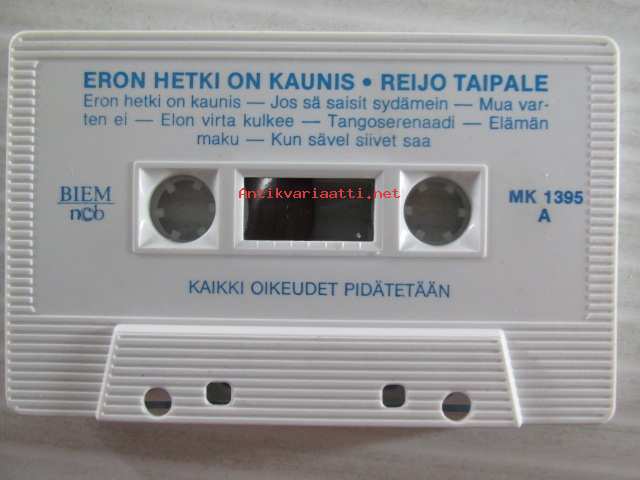 ERON HETKI ON KAUNIS • REIJO TAIPALE
Eron hetki on kaunis — Jos sä saisit sydämein — Mua var-
ten ei — Elon virta kulkee — Tangoserenaadi — Elämän
maku — Kun sävel siivet saa
Antikvariaatti.net
BIEM
ncb
MK 1395
A
KAIKKI OIKEUDET PIDÄTETÄÄN